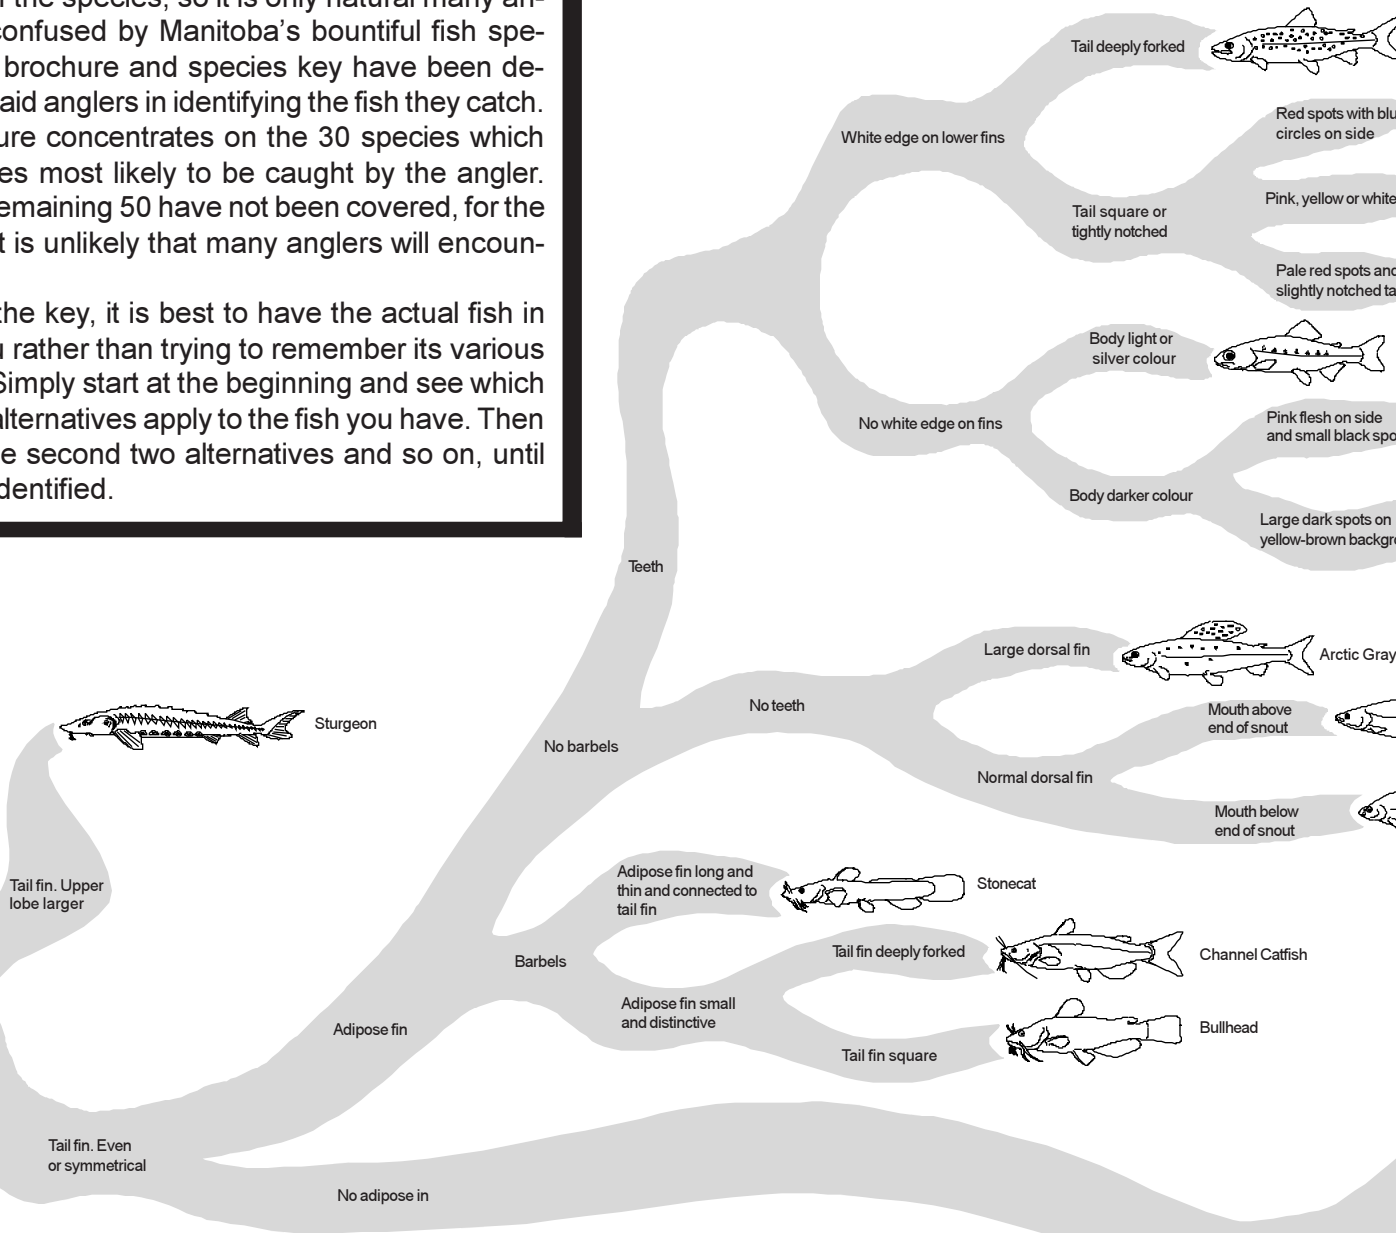 the species, so it is only natural many an-
confused by Manitoba's bountiful fish spe-
brochure and species key have been de-
aid anglers in identifying the fish they catch.
ure concentrates on the 30 species which
es most likely to be caught by the angler.
emaining 50 have not been covered, for the
t is unlikely that many anglers will encoun-
the key, it is best to have the actual fish in
u rather than trying to remember its various
Simply start at the beginning and see which
alternatives apply to the fish you have. Then
e second two alternatives and so on, until
dentified.
Tail deeply forked
White edge on lower fins
Red spots with blu
circles on side
Pink, yellow or white
Tail square or
tightly notched
Pale red spots and
slightly notched ta
Body light or
silver colour
No white edge on fins
Pink flesh on side
and small black spo
Body darker colour
Large dark spots on
yellow-brown backgr
Teeth
Large dorsal fin
Arctic Gray
No teeth
Mouth above
end of snout
No barbels
Normal dorsal fin
Mouth below
end of snout
Sturgeon
Tail fin. Upper
lobe larger
Adipose fin long and
thin and connected to
tail fin
Stonecat
Barbels
Tail fin deeply forked
Channel Catfish
Adipose fin small
and distinctive
Tail fin square
Bullhead
Adipose fin
Tail fin. Even
or symmetrical
No adipose in